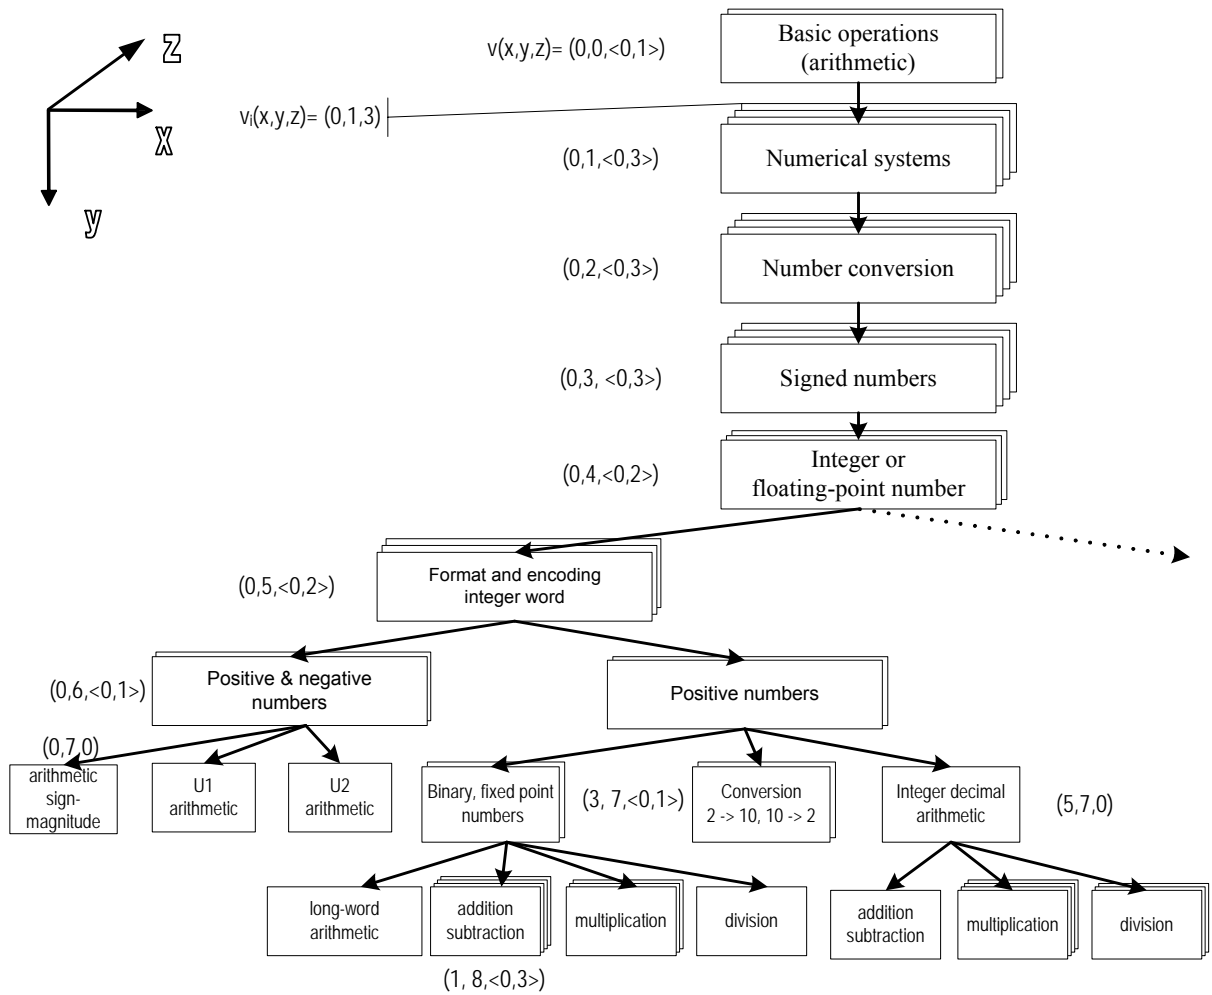 Z
X
y
v(x,y,z)= (0,0,<0,1>)
Basic operations
(arithmetic)
vi(x,y,z)= (0,1,3)
(0,1,<0,3>)
Numerical systems
(0,2,<0,3>)
Number conversion
(0,3, <0,3>)
Signed numbers
(0,4,<0,2>)
Integer or
floating-point number
(0,5,<0,2>)
Format and encoding
integer word
(0,6,<0,1>)
Positive & negative
numbers
Positive numbers
(0,7,0)
arithmetic
sign-
magnitude
U1
arithmetic
U2
arithmetic
Binary, fixed point
numbers
(3, 7,<0,1>)
Conversion
2 -> 10, 10 -> 2
Integer decimal
arithmetic
(5,7,0)
long-word
arithmetic
addition
subtraction
multiplication
division
addition
subtraction
multiplication
division
(1, 8,<0,3>)